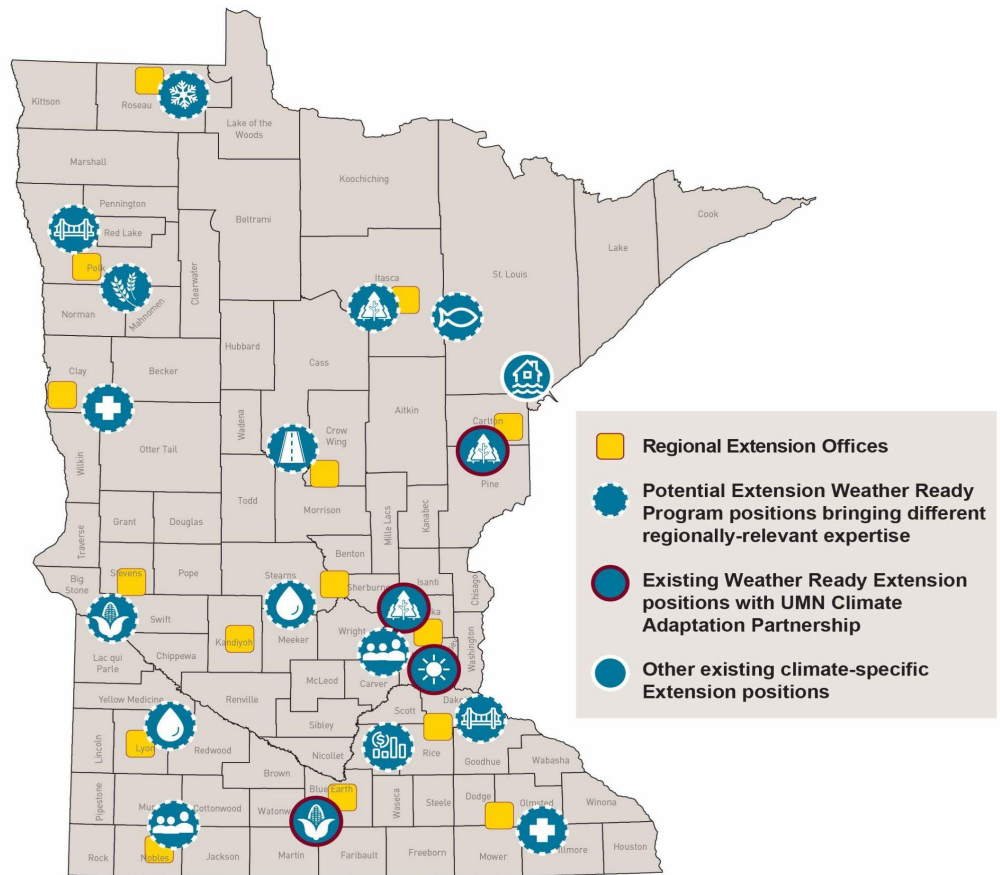 Kittson
Roseau
Lake of the
Woods
Marshall
Koochiching
Pennington
Red Lake
Beltrami
Cook
Lake
St. Louis
Itasca
Polk
Clearwater
Norman
Mahnomen
Hubbard
Cass
Clay
Becker
Aitkin
Carlton
Wadena
Crow
Wing
Otter Tail
Wilkin
Pine
Todd
Morrison
Mille Lacs
Kanabec
Grant
Douglas
Traverse
Benton
Big
Stone
Stevens
Pope
Stearns
Sherburne
Isanti
Chisago
Swift
Kandiyoh
Meeker
Wright
ka
Washington
Lac qui
Parle
Chippewa
McLeod
Carver
Yellow Medicine
Renville
Scott
Dako
Sibley
Lincoln
Lyon
Redwood
Nicollet
Rice
Goodhue
Wabasha
Brown
Blue Earth
Pipestone
Mur
Cottonwood
Watonw
Waseca
Steele
Dodge
Olmsted
Winona
Rock
Nobles
Jackson
Martin
Faribault
Freeborn
Mower
illmore
Houston
Regional Extension Offices
Potential Extension Weather Ready
Program positions bringing different
regionally-relevant expertise
Existing Weather Ready Extension
positions with UMN Climate
Adaptation Partnership
Other existing climate-specific
Extension positions